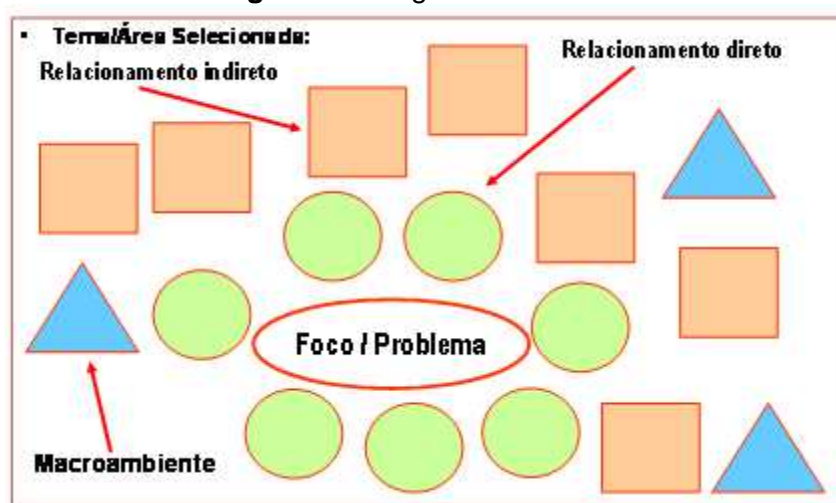 ▪ Tema/Área Selecionada:
Relacionamento indireto
Relacionamento direto
Foco / Problema
Macroambiente